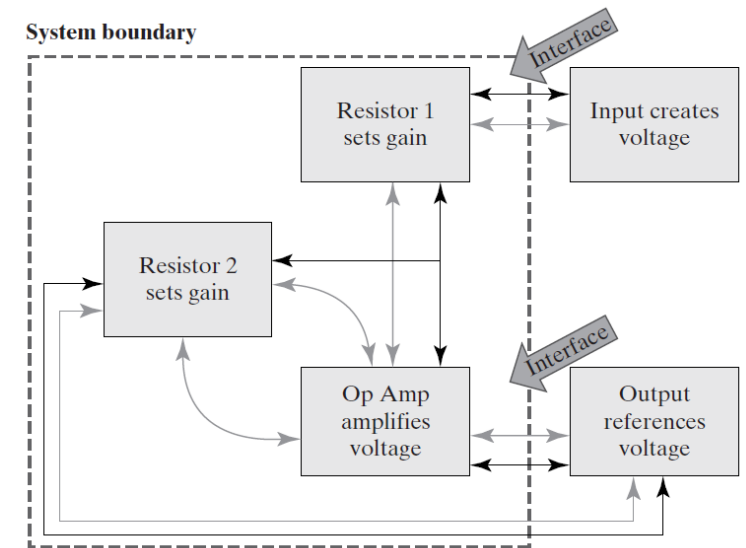 System boundary
Interface
Resistor 1
sets gain
Input creates
voltage
Resistor 2
sets gain
Interface
Op Amp
amplifies
voltage
Output
references
voltage